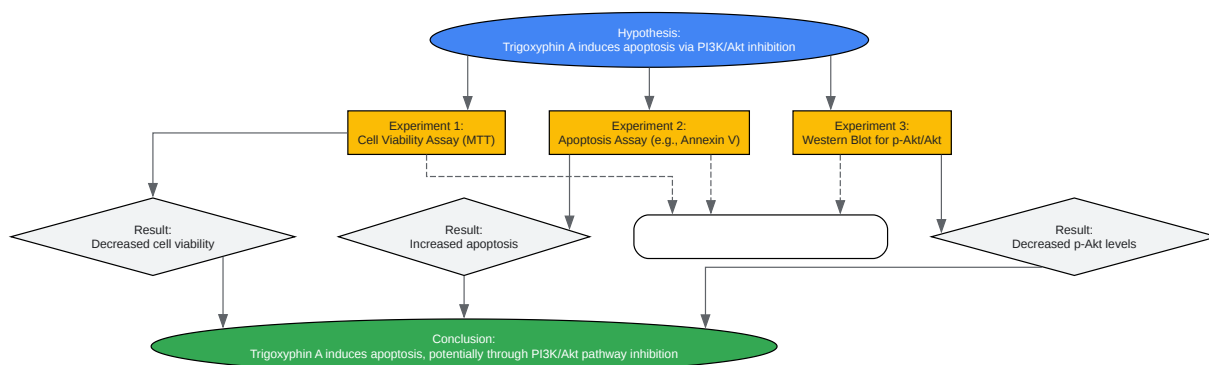 Hypothesis:
Trigoxyphin A induces apoptosis via PI3K/Akt inhibition
Experiment 1:
Cell Viability Assay (MTT)
Experiment 2:
Apoptosis Assay (e.g., Annexin V)
Experiment 3:
Western Blot for p-Akt/Akt
Result:
Decreased cell viability
Result:
Increased apoptosis
Result:
Decreased p-Akt levels
Conclusion:
Trigoxyphin A induces apoptosis, potentially through PI3K/Akt pathway inhibition